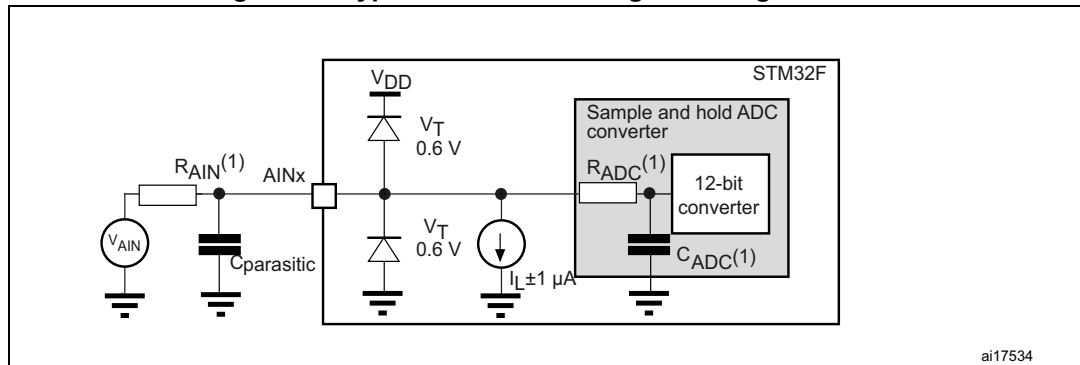 STM32F
VDD
Sample and hold ADC
converter
VT
0.6 V
RAIN(1)
AINx
RADC(1)
12-bit
converter
VAIN
Cparasitic
VT
0.6 V
IL±1 µA
CADC(1)
ai17534